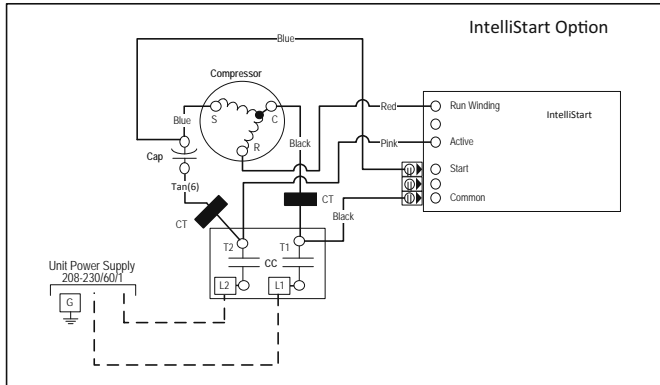 IntelliStart Option
Blue
Compressor
S
C
R
Blue
Cap
Tan(6)
CT
Black
CT
Red
Pink
Black
Run Winding
IntelliStart
Active
Start
Common
T2
T1
CC
L2
L1
Unit Power Supply
208-230/60/1
G